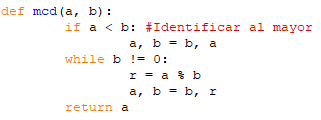 def mcd(a, b):
        if a < b: #Identificar al mayor
                a, b = b, a
        while b != 0:
                r = a % b
                a, b = b, r
        return a